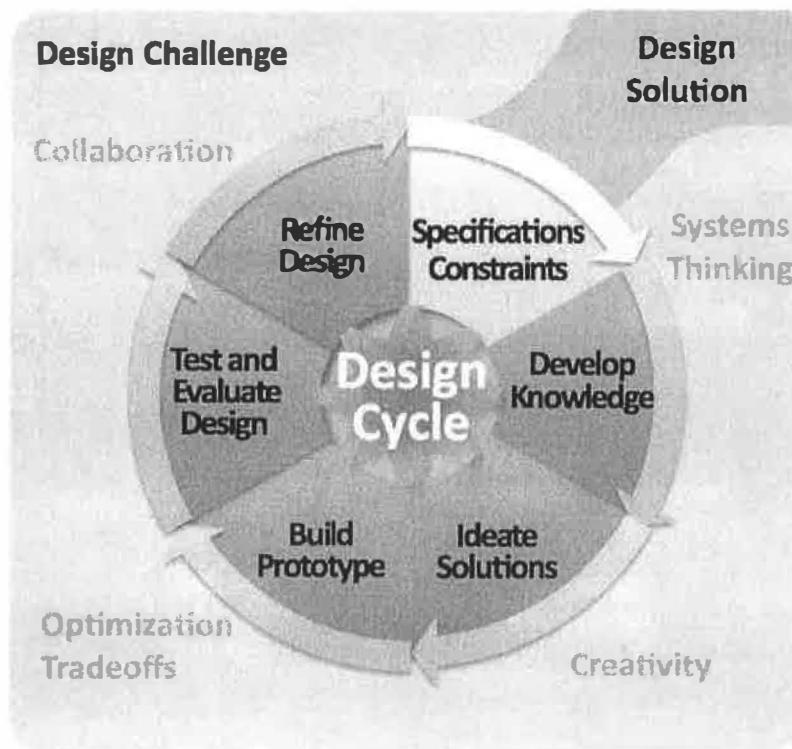 Design Challenge
Design
Solution
Collaboration
Refine
Design
Specifications
Constraints
Systems
Thinking
Test and
Evaluate
Design
Design
Cycle
Develop
Knowledge
Build
Prototype
Ideate
Solutions
Optimization
Tradeoffs
Creativity